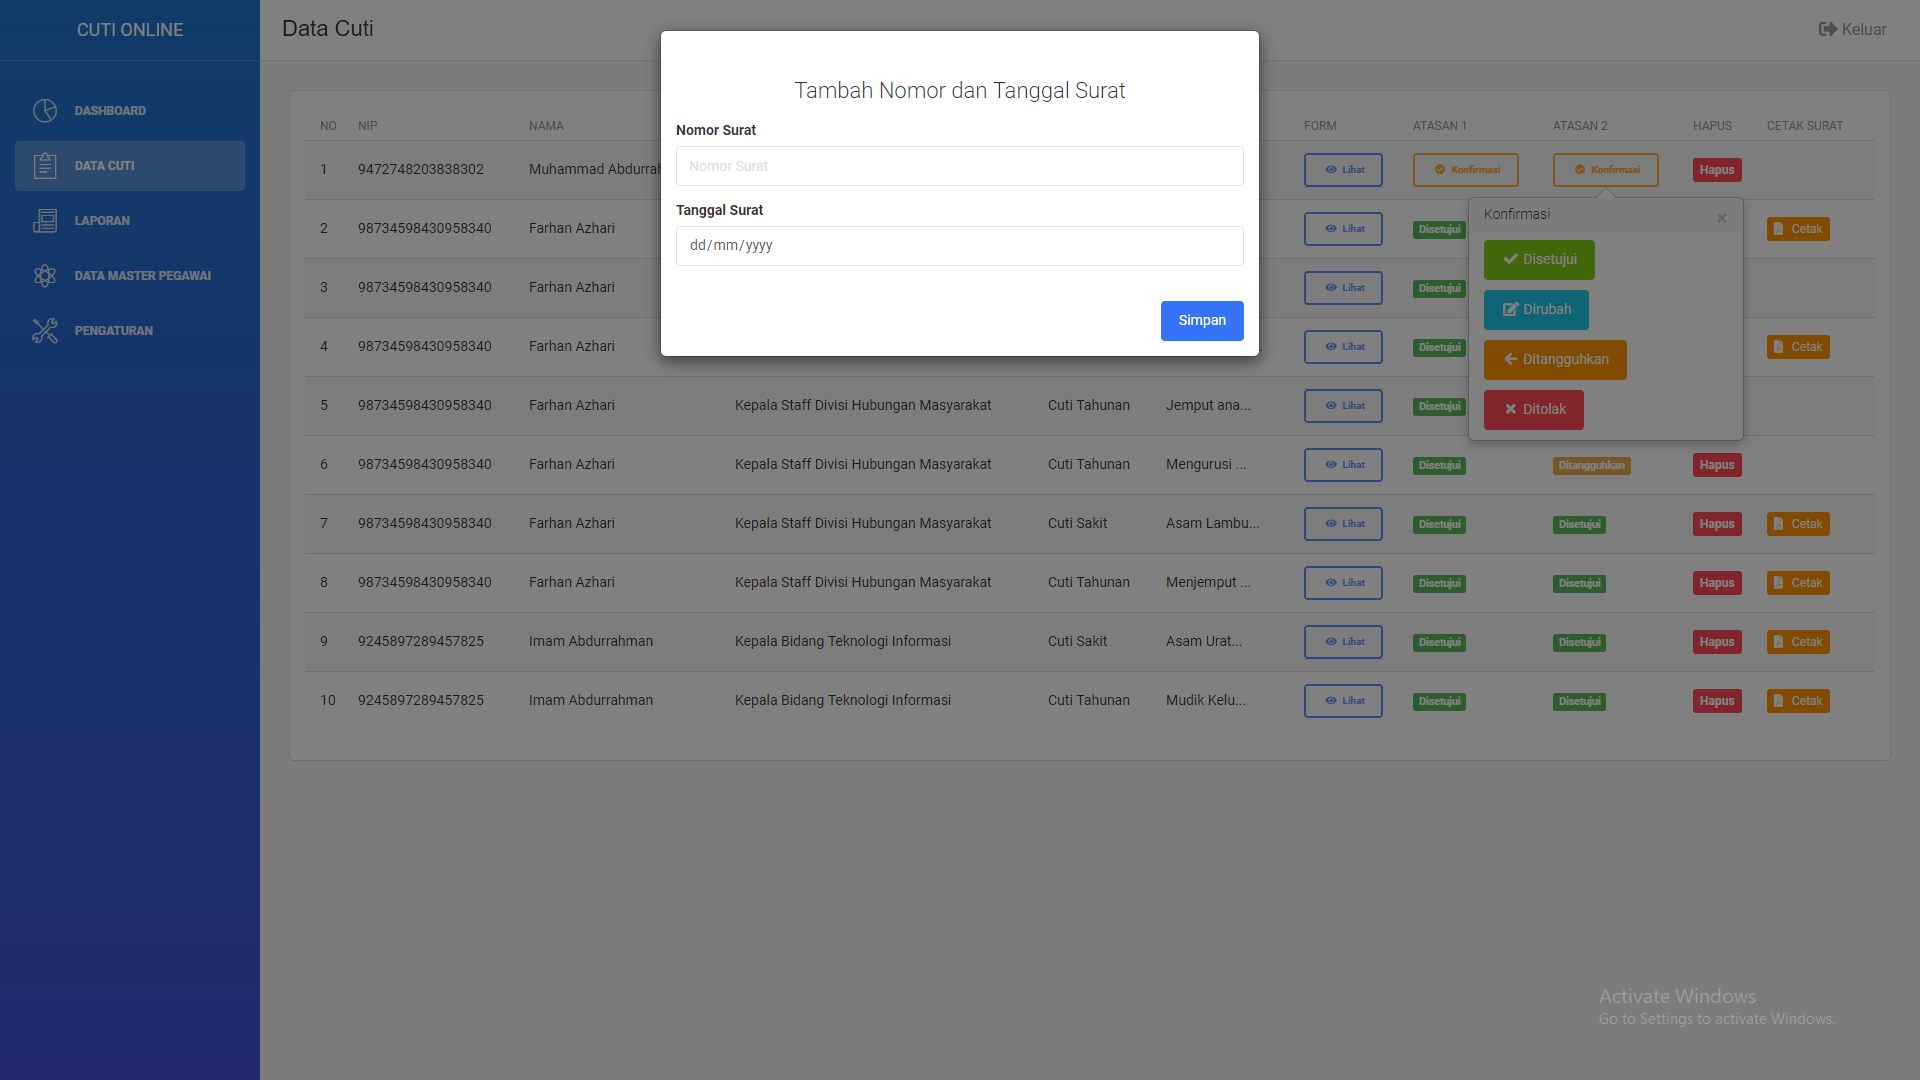 CUTI ONLINE
Data Cuti
Keluar
DASHBOARD
DATA CUTI
LAPORAN
DATA MASTER PEGAWAI
PENGATURAN
Tambah Nomor dan Tanggal Surat
Nomor Surat
Nomor Surat
Tanggal Surat
dd/mm/yyyy
Simpan
NO NIP NAMA FORM ATASAN 1 ATASAN 2 HAPUS CETAK SURAT
1 9472748203838302 Muhammad Lihat Konfirmasi Konfirmasi Hapus
2 98734598430958340 Farhan Azhari Lihat Disetujui Cetak
3 98734598430958340 Farhan Azhari Lihat Disetujui
4 98734598430958340 Farhan Azhari Lihat Disetujui Cetak
5 98734598430958340 Farhan Azhari Kepala Staff Divisi Hubungan Masyarakat Cuti Tahunan Jemput ana... Lihat Disetujui
6 98734598430958340 Farhan Azhari Kepala Staff Divisi Hubungan Masyarakat Cuti Tahunan Mengurusi ... Lihat Disetujui Ditangguhkan Hapus
7 98734598430958340 Farhan Azhari Kepala Staff Divisi Hubungan Masyarakat Cuti Sakit Asam Lambu... Lihat Disetujui Disetujui Hapus Cetak
8 98734598430958340 Farhan Azhari Kepala Staff Divisi Hubungan Masyarakat Cuti Tahunan Menjemput ... Lihat Disetujui Disetujui Hapus Cetak
9 9245897289457825 Imam Abdurrahman Kepala Bidang Teknologi Informasi Cuti Sakit Asam Urat... Lihat Disetujui Disetujui Hapus Cetak
10 9245897289457825 Imam Abdurrahman Kepala Bidang Teknologi Informasi Cuti Tahunan Mudik Kelu... Lihat Disetujui Disetujui Hapus Cetak
Konfirmasi ×
Disetujui
Dirubah
Ditangguhkan
Ditolak
Activate Windows
Go to Settings to activate Windows.